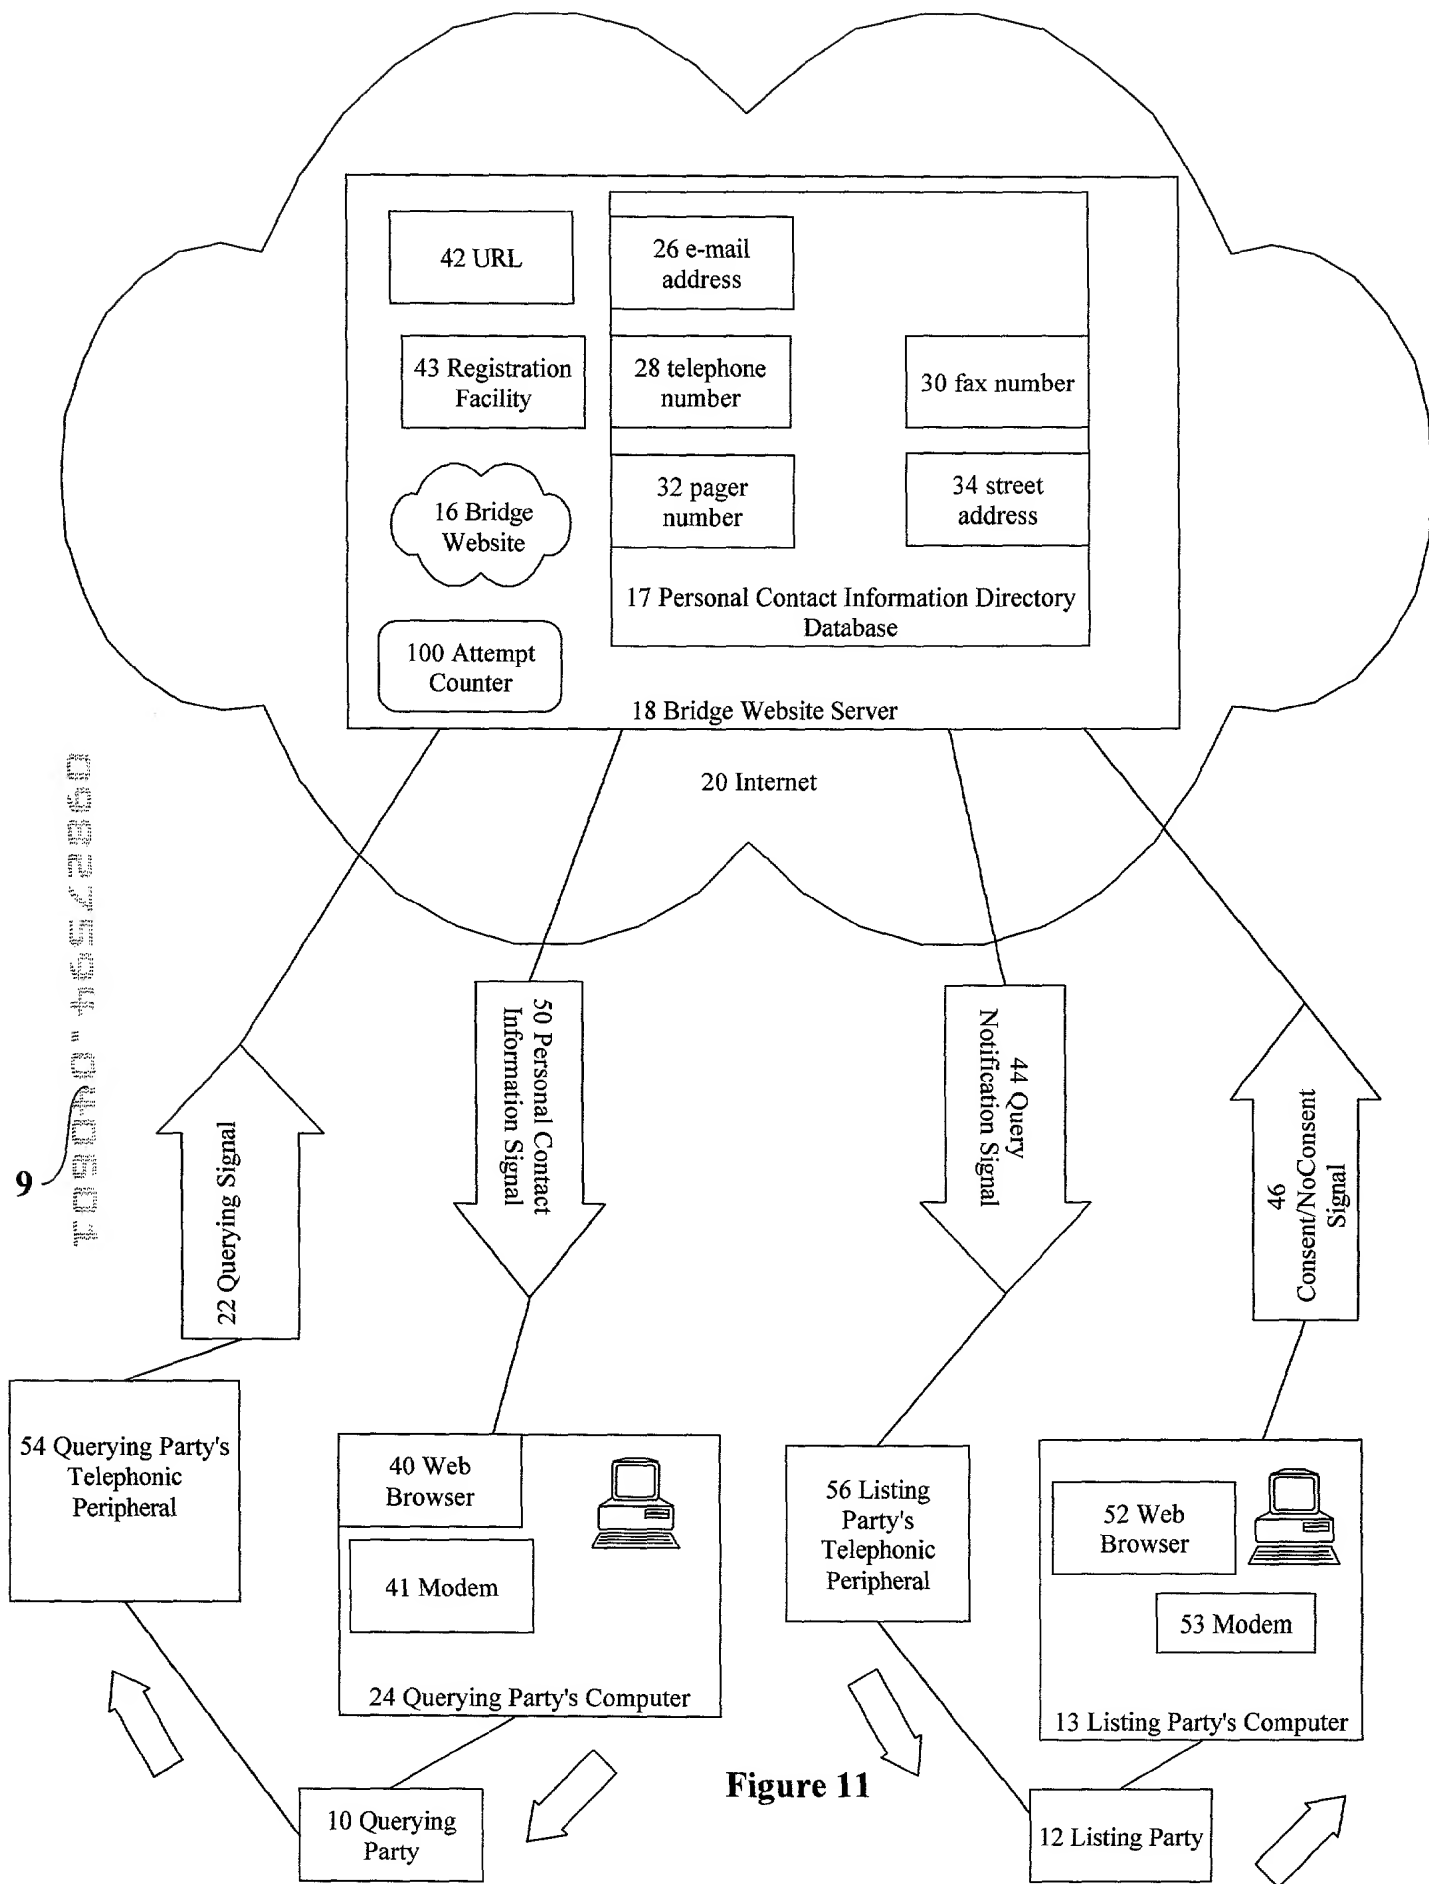 42 URL
26 e-mail
address
43 Registration
Facility
28 telephone
number
30 fax number
16 Bridge
Website
32 pager
number
34 street
address
17 Personal Contact Information Directory
Database
100 Attempt
Counter
18 Bridge Website Server
20 Internet
09827594.040501
9
22 Querying Signal
50 Personal Contact
Information Signal
44 Query
Notification Signal
46
Consent/NoConsent
Signal
54 Querying Party's
Telephonic
Peripheral
40 Web
Browser
41 Modem
24 Querying Party's Computer
56 Listing
Party's
Telephonic
Peripheral
52 Web
Browser
53 Modem
13 Listing Party's Computer
10 Querying
Party
Figure 11
12 Listing Party